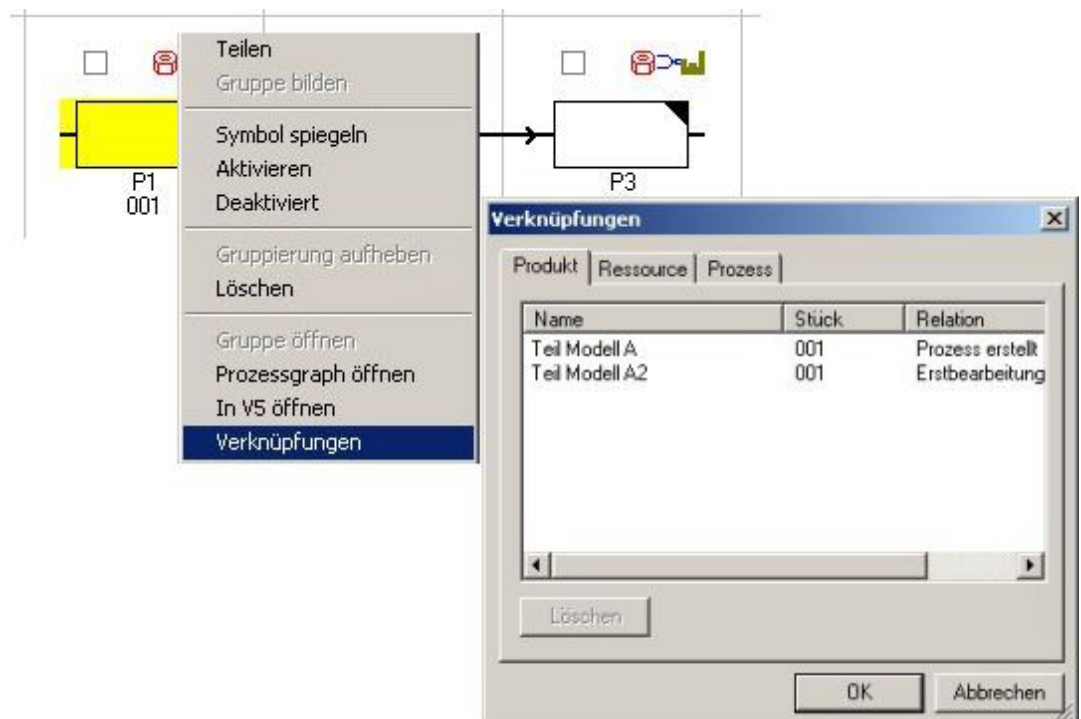 Teilen
Gruppe bilden
Symbol spiegeln
Aktivieren
Deaktiviert
Gruppierung aufheben
Löschen
Gruppe öffnen
Prozessgraph öffnen
In V5 öffnen
Verknüpfungen
P1
001
P3
Verknüpfungen
Produkt Ressource Prozess
Name Stück Relation
Teil Modell A 001 Prozess erstellt
Teil Modell A2 001 Erstbearbeitung
Löschen
OK Abbrechen